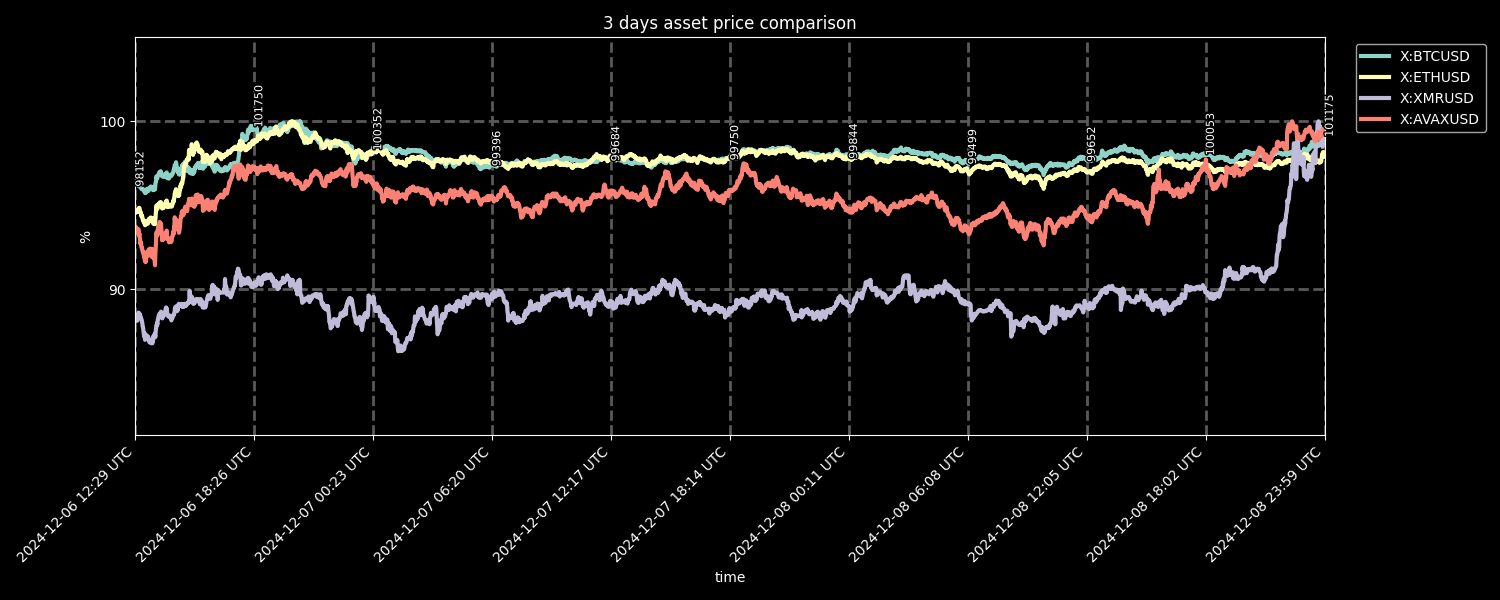 3 days asset price comparison
X:BTCUSD
X:ETHUSD
X:XMRUSD
X:AVAXUSD
100
90
%
98152
101750
100352
99396
99684
99750
99844
99499
99652
100053
101175
2024-12-06 12:29 UTC
2024-12-06 18:26 UTC
2024-12-07 00:23 UTC
2024-12-07 06:20 UTC
2024-12-07 12:17 UTC
2024-12-07 18:14 UTC
2024-12-08 00:11 UTC
2024-12-08 06:08 UTC
2024-12-08 12:05 UTC
2024-12-08 18:02 UTC
2024-12-08 23:59 UTC
time